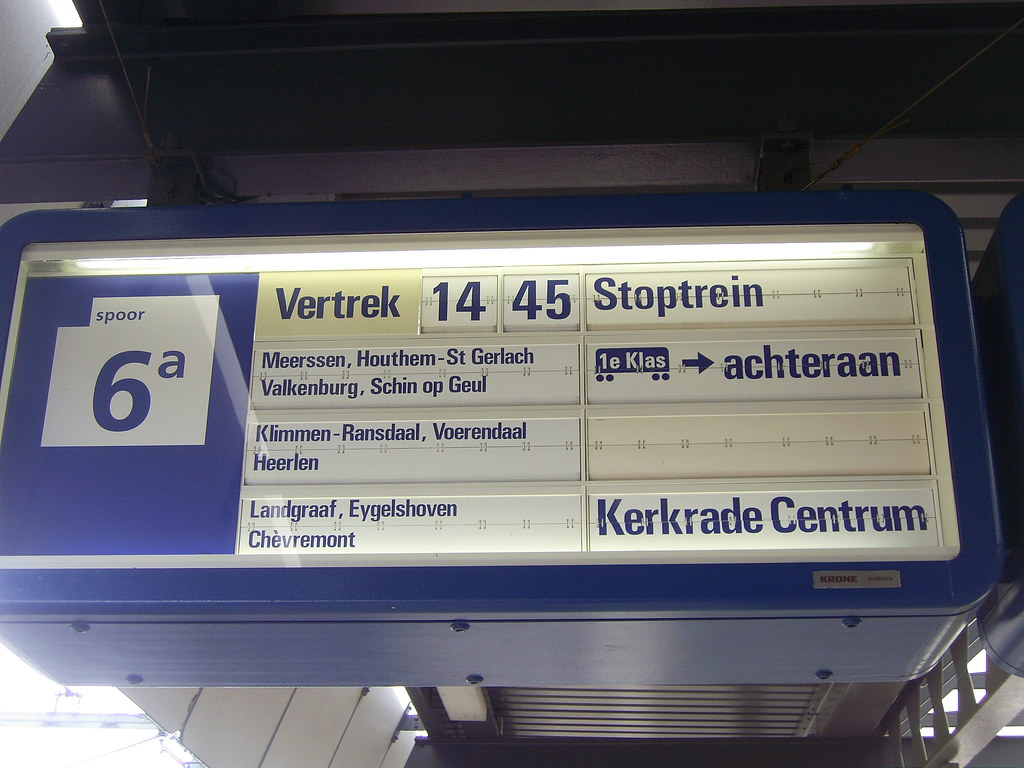 spoor
6a
Vertrek 14 45 Stoptrein
Meerssen, Houthem-St Gerlach
Valkenburg, Schin op Geul
1e Klas → achteraan
Klimmen-Ransdaal, Voerendaal
Heerlen
Landgraaf, Eygelshoven
Chèvremont
Kerkrade Centrum
KRONE